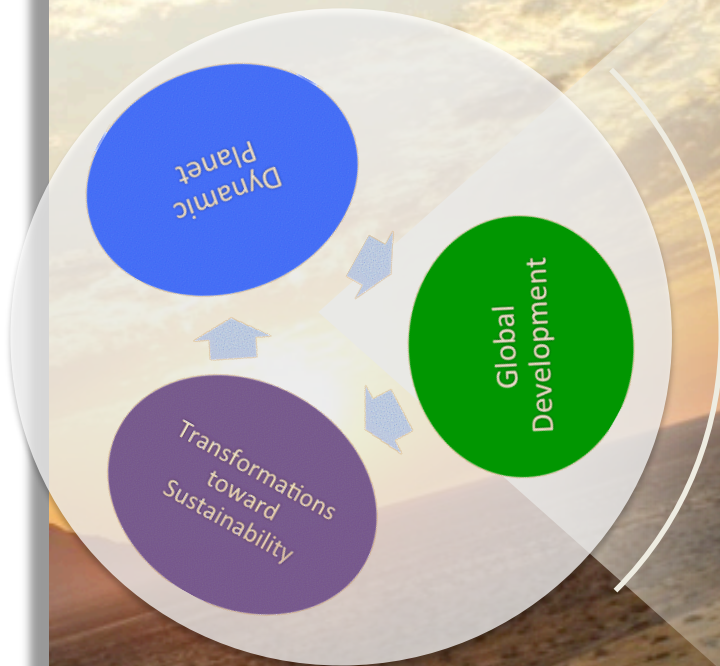 Dynamic
Planet
Global
Development
Transformations
toward
Sustainability